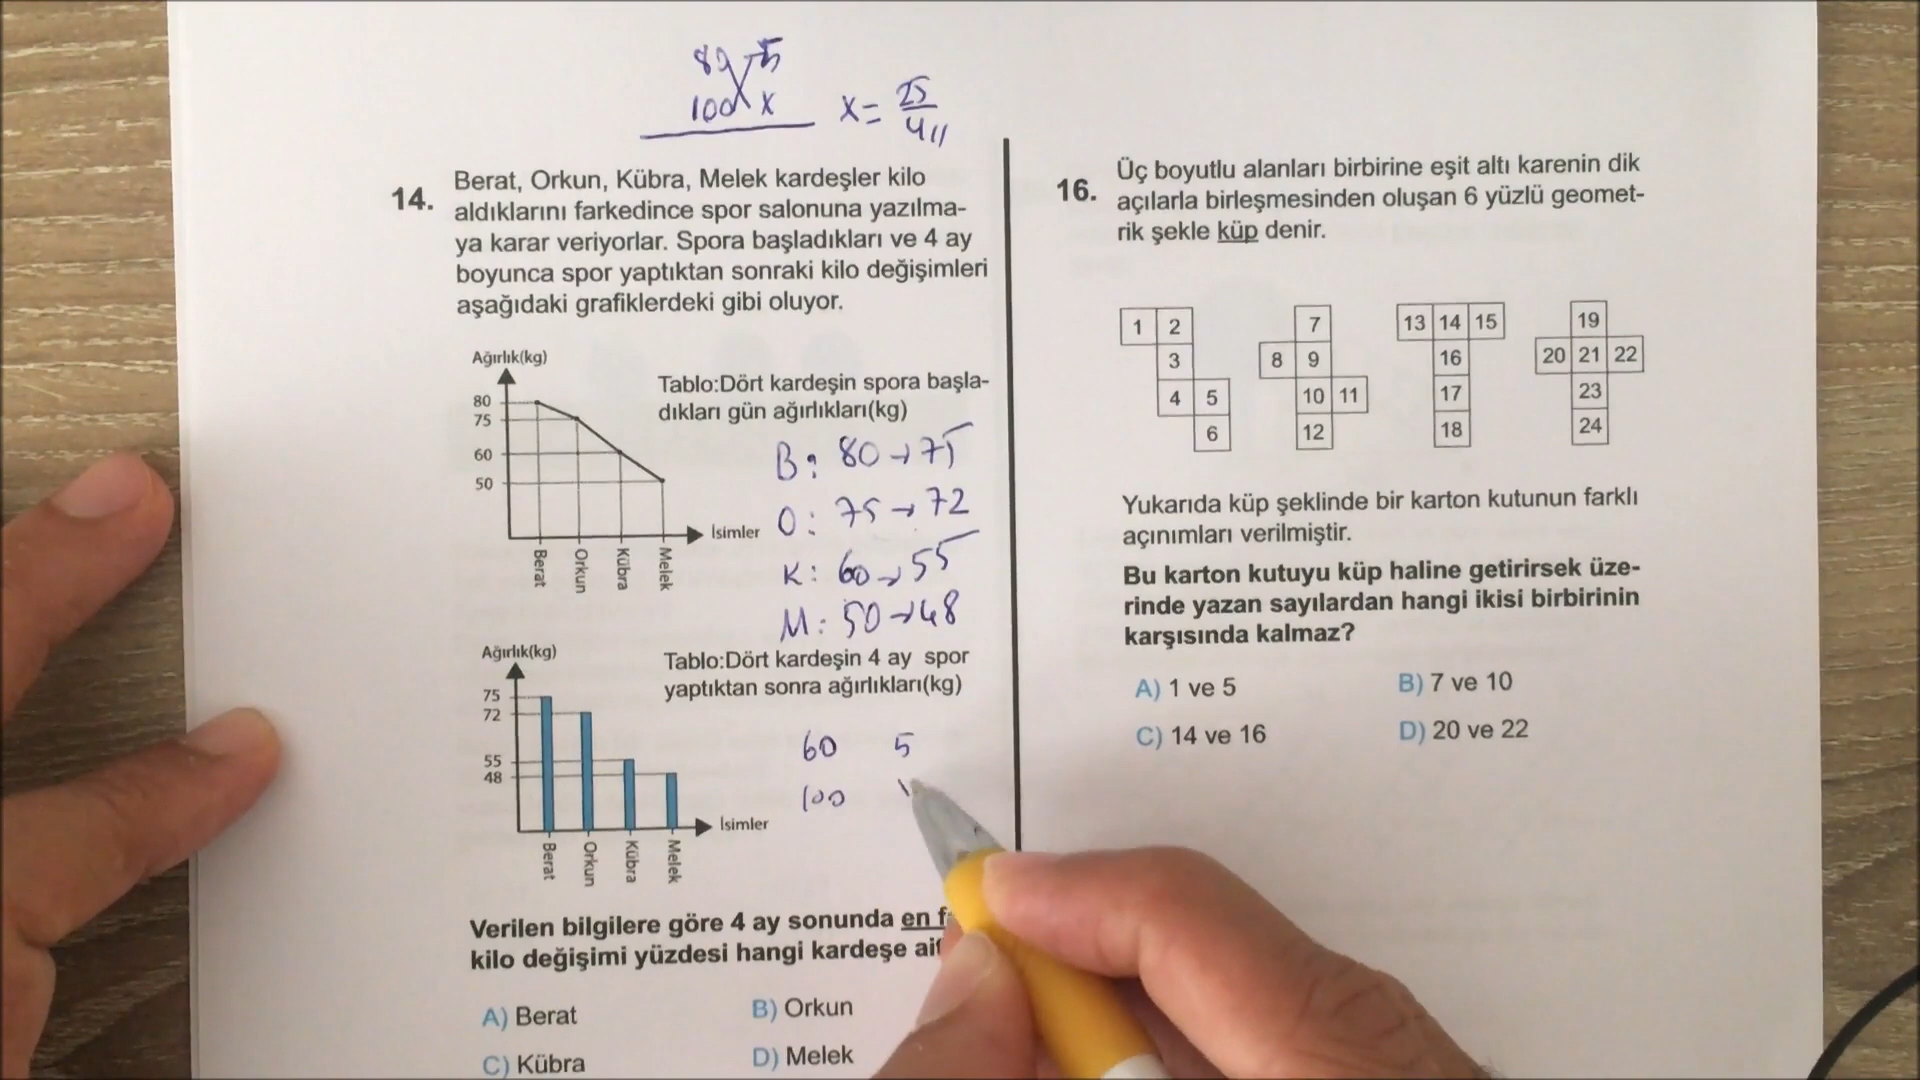 80 5
100 x x = 25/4
14. Berat, Orkun, Kübra, Melek kardeşler kilo
aldıklarını farkedince spor salonuna yazılma-
ya karar veriyorlar. Spora başladıkları ve 4 ay
boyunca spor yaptıktan sonraki kilo değişimleri
aşağıdaki grafiklerdeki gibi oluyor.
Ağırlık(kg)
80
75
60
50
İsimler
Berat
Orkun
Kübra
Melek
Tablo:Dört kardeşin spora başla-
dıkları gün ağırlıkları(kg)
B: 80→75
O: 75→72
K: 60→55
M: 50→48
Ağırlık(kg)
75
72
55
48
İsimler
Berat
Orkun
Kübra
Melek
Tablo:Dört kardeşin 4 ay spor
yaptıktan sonra ağırlıkları(kg)
60 5
100
Verilen bilgilere göre 4 ay sonunda en
kilo değişimi yüzdesi hangi kardeşe
A) Berat
B) Orkun
C) Kübra
D) Melek
16. Üç boyutlu alanları birbirine eşit altı karenin dik
açılarla birleşmesinden oluşan 6 yüzlü geomet-
rik şekle küp denir.
1 2
3
4 5
6
7
8 9
10 11
12
13 14 15
16
17
18
19
20 21 22
23
24
Yukarıda küp şeklinde bir karton kutunun farklı
açınımları verilmiştir.
Bu karton kutuyu küp haline getirirsek üze-
rinde yazan sayılardan hangi ikisi birbirinin
karşısında kalmaz?
A) 1 ve 5
B) 7 ve 10
C) 14 ve 16
D) 20 ve 22